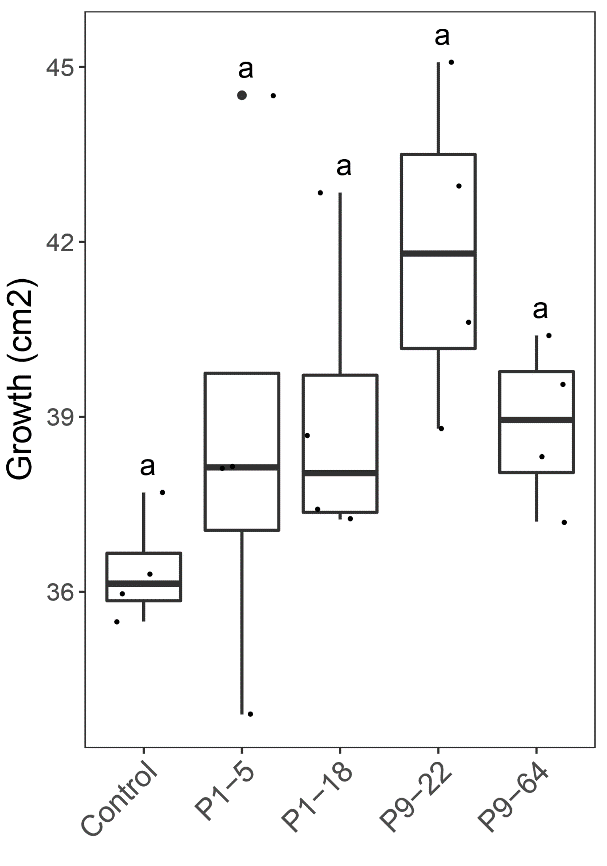 a
45
a
a
42
a
a
39
Growth (cm2)
36
Control
P1−5
P1−18
P9−22
P9−64